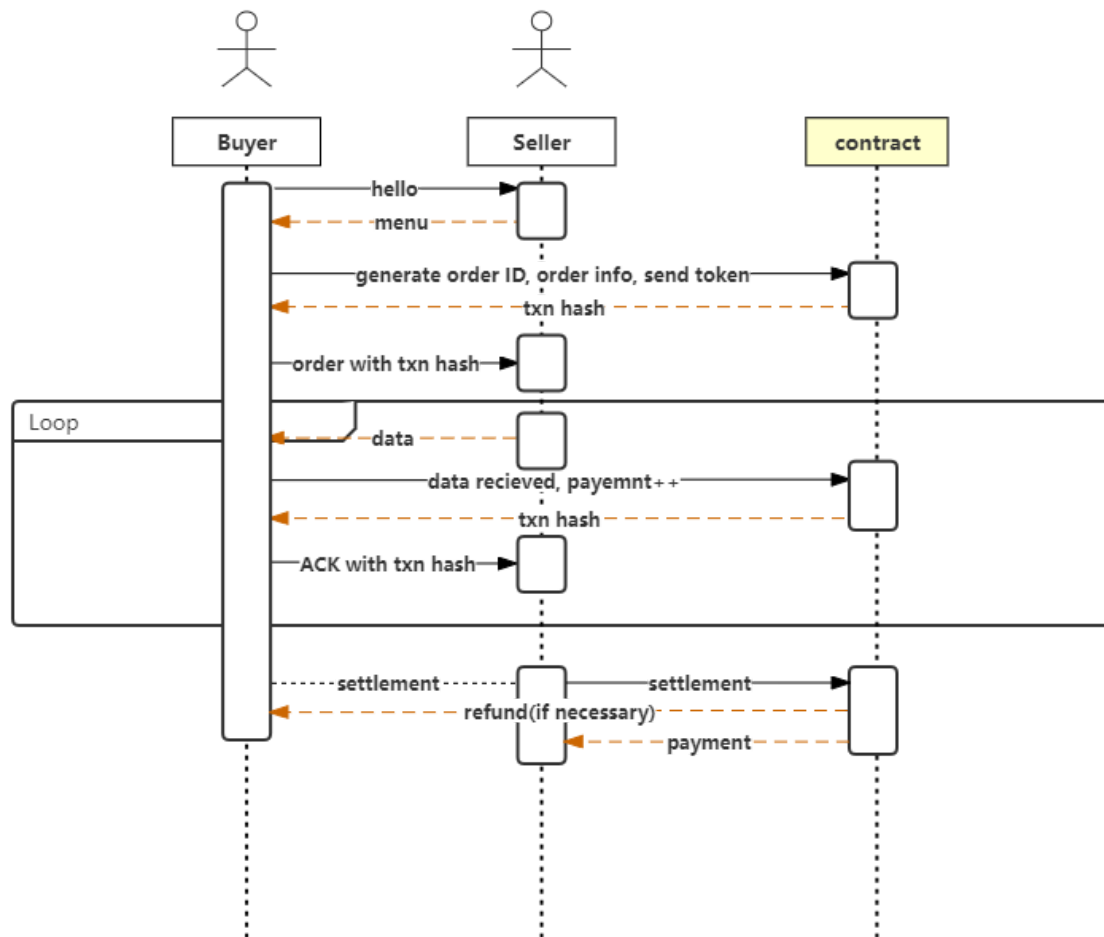 Buyer
Seller
contract
hello
menu
generate order ID, order info, send token
txn hash
order with txn hash
Loop
data
data recieved, payemnt++
txn hash
ACK with txn hash
settlement
settlement
refund(if necessary)
payment